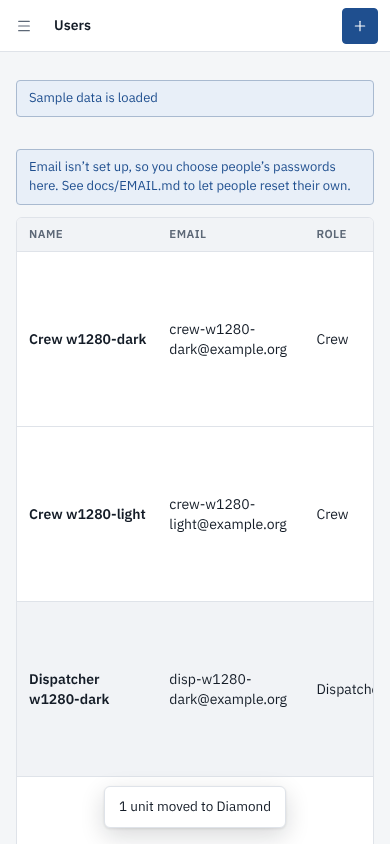 Users
Sample data is loaded
Email isn’t set up, so you choose people’s passwords
here. See docs/EMAIL.md to let people reset their own.
NAME EMAIL ROLE
Crew w1280-dark crew-w1280-
dark@example.org Crew
Crew w1280-light crew-w1280-
light@example.org Crew
Dispatcher disp-w1280-
w1280-dark dark@example.org Dispatche
1 unit moved to Diamond